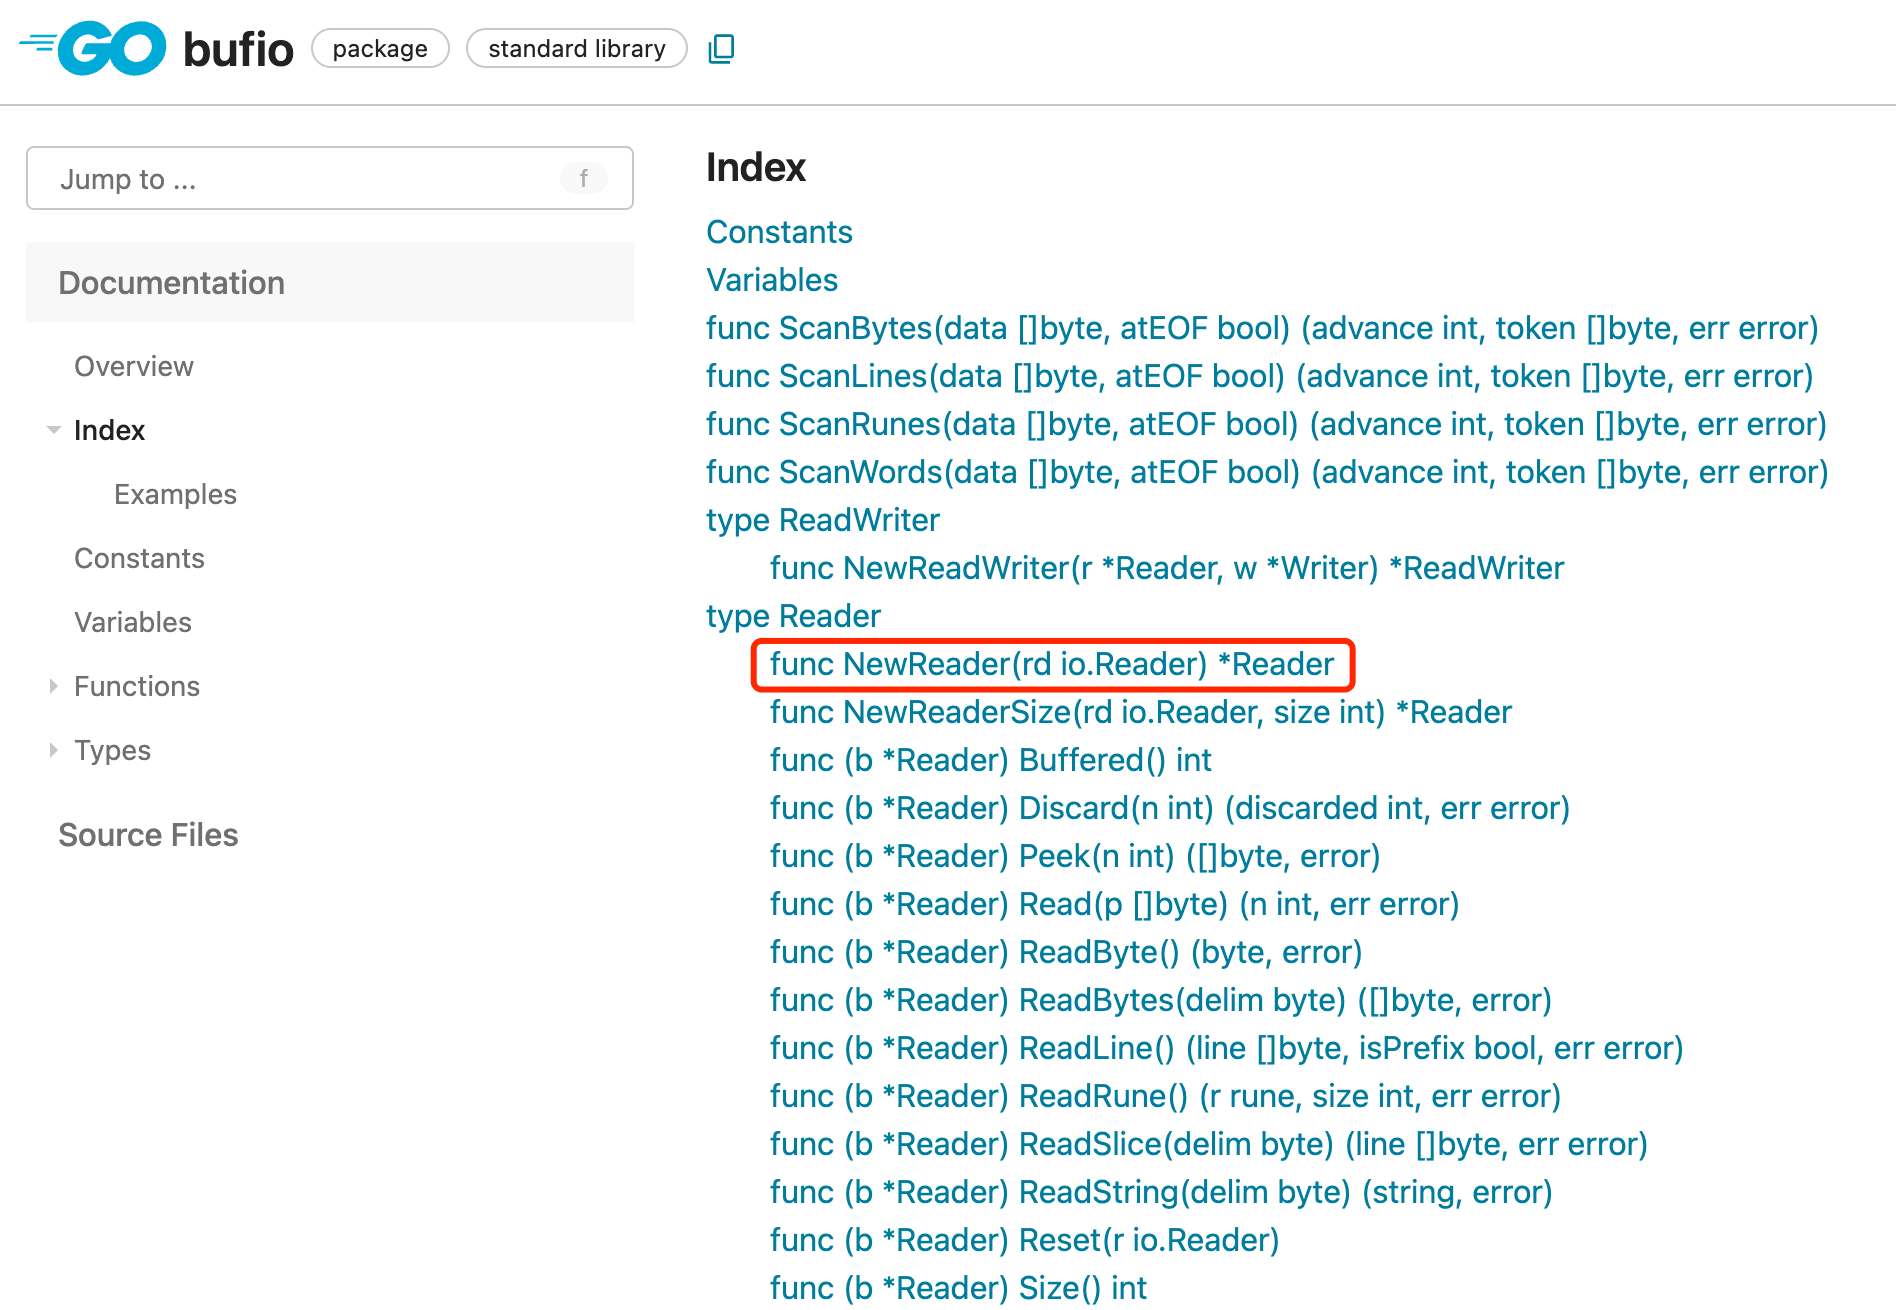 GO bufio package standard library
Jump to ... f
Documentation
Overview
Index
Examples
Constants
Variables
Functions
Types
Source Files
Index
Constants
Variables
func ScanBytes(data []byte, atEOF bool) (advance int, token []byte, err error)
func ScanLines(data []byte, atEOF bool) (advance int, token []byte, err error)
func ScanRunes(data []byte, atEOF bool) (advance int, token []byte, err error)
func ScanWords(data []byte, atEOF bool) (advance int, token []byte, err error)
type ReadWriter
func NewReadWriter(r *Reader, w *Writer) *ReadWriter
type Reader
func NewReader(rd io.Reader) *Reader
func NewReaderSize(rd io.Reader, size int) *Reader
func (b *Reader) Buffered() int
func (b *Reader) Discard(n int) (discarded int, err error)
func (b *Reader) Peek(n int) ([]byte, error)
func (b *Reader) Read(p []byte) (n int, err error)
func (b *Reader) ReadByte() (byte, error)
func (b *Reader) ReadBytes(delim byte) ([]byte, error)
func (b *Reader) ReadLine() (line []byte, isPrefix bool, err error)
func (b *Reader) ReadRune() (r rune, size int, err error)
func (b *Reader) ReadSlice(delim byte) (line []byte, err error)
func (b *Reader) ReadString(delim byte) (string, error)
func (b *Reader) Reset(r io.Reader)
func (b *Reader) Size() int